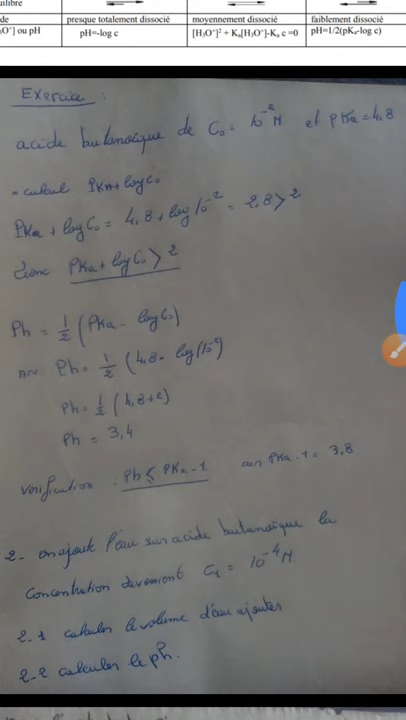 ilibre
de
presque totalement dissocié
moyennement dissocié
faiblement dissocié
[H₃O⁺] ou pH
pH=-log c
[H₃O⁺]² + Kₐ[H₃O⁺]-Kₐ c =0
pH=1/2(pKₐ-log c)
Exercice :
acide butanoïque de C₀ = 10⁻² N et pKa = 4,8
- calcul PKa + log C₀
PKa + log C₀ = 4,8 + log 10⁻² = 2,8 > 2
donc PKa + log C₀ > 2
Ph = 1/2 (PKa - log C₀)
AN Ph = 1/2 (4,8 - log(10⁻²)
Ph = 1/2 (4,8+2)
Ph = 3,4
verification : Ph ≤ PKa - 1 car PKa - 1 = 3,8
2 - on ajoute l'eau sur acide butanoïque la
concentration devienent C₁ = 10⁻⁴ N.
2-1 calculer le volume d'eau ajouter
2-2 calculer le ph.